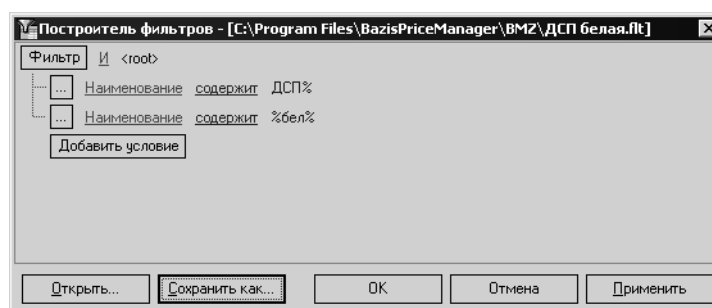 Построитель фильтров - [C:\Program Files\BazisPriceManager\BMZ\ДСП белая.flt]
Фильтр И <root>
... Наименование содержит ДСП%
... Наименование содержит %бел%
Добавить условие
Открыть... Сохранить как... OK Отмена Применить